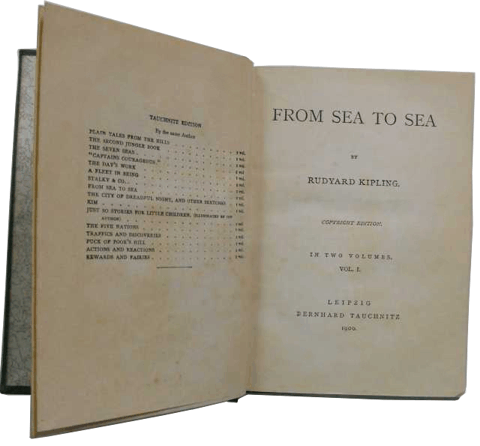 TAUCHNITZ EDITION
By the same Author
PLAIN TALES FROM THE HILLS
THE SECOND JUNGLE BOOK
THE SEVEN SEAS
"CAPTAINS COURAGEOUS"
THE DAY'S WORK
A FLEET IN BEING
STALKY & CO.
FROM SEA TO SEA
THE CITY OF DREADFUL NIGHT, AND OTHER SKETCHES
KIM
JUST SO STORIES FOR LITTLE CHILDREN. (ILLUSTRATED BY THE
AUTHOR)
THE FIVE NATIONS
TRAFFICS AND DISCOVERIES
PUCK OF POOK'S HILL
ACTIONS AND REACTIONS
REWARDS AND FAIRIES
FROM SEA TO SEA
BY
RUDYARD KIPLING.
COPYRIGHT EDITION.
IN TWO VOLUMES.
VOL. I.
LEIPZIG
BERNHARD TAUCHNITZ
1900.